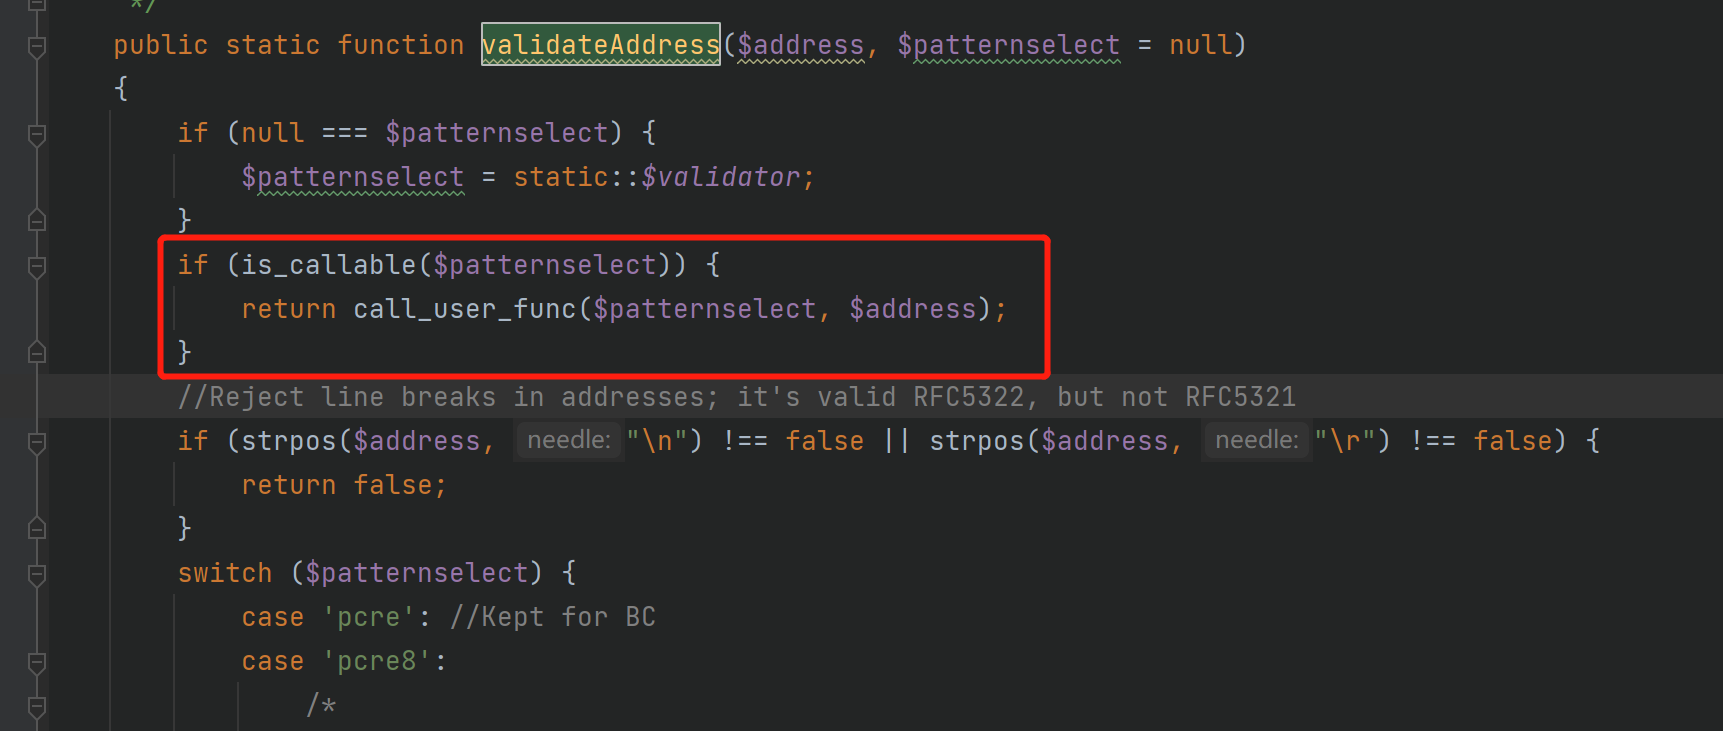 */
public static function validateAddress($address, $patternselect = null)
{
if (null === $patternselect) {
$patternselect = static::$validator;
}
if (is_callable($patternselect)) {
return call_user_func($patternselect, $address);
}
//Reject line breaks in addresses; it's valid RFC5322, but not RFC5321
if (strpos($address, needle: "\n") !== false || strpos($address, needle: "\r") !== false) {
return false;
}
switch ($patternselect) {
case 'pcre': //Kept for BC
case 'pcre8':
/*